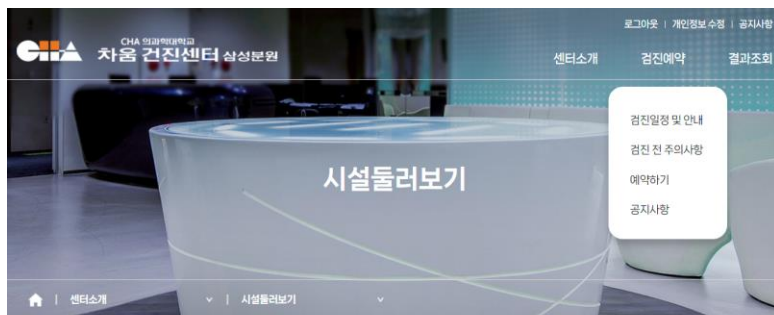 로그아웃 | 개인정보 수정 | 공지사항
CHA
CHA 의과학대학교
차움 건진센터 삼성분원
센터소개 검진예약 결과조회
검진일정 및 안내
검진 전 주의사항
예약하기
공지사항
시설둘러보기
| 센터소개 | 시설둘러보기